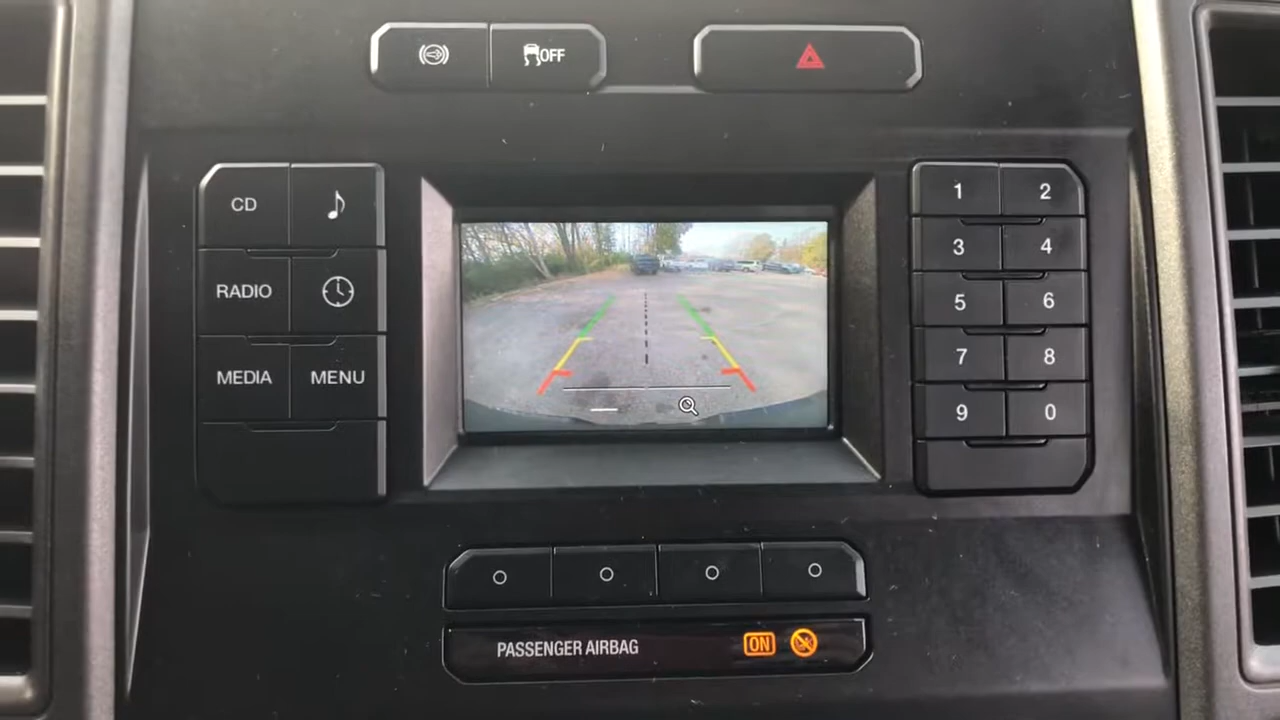 OFF
CD
RADIO
MEDIA MENU
1 2
3 4
5 6
7 8
9 0
PASSENGER AIRBAG ON